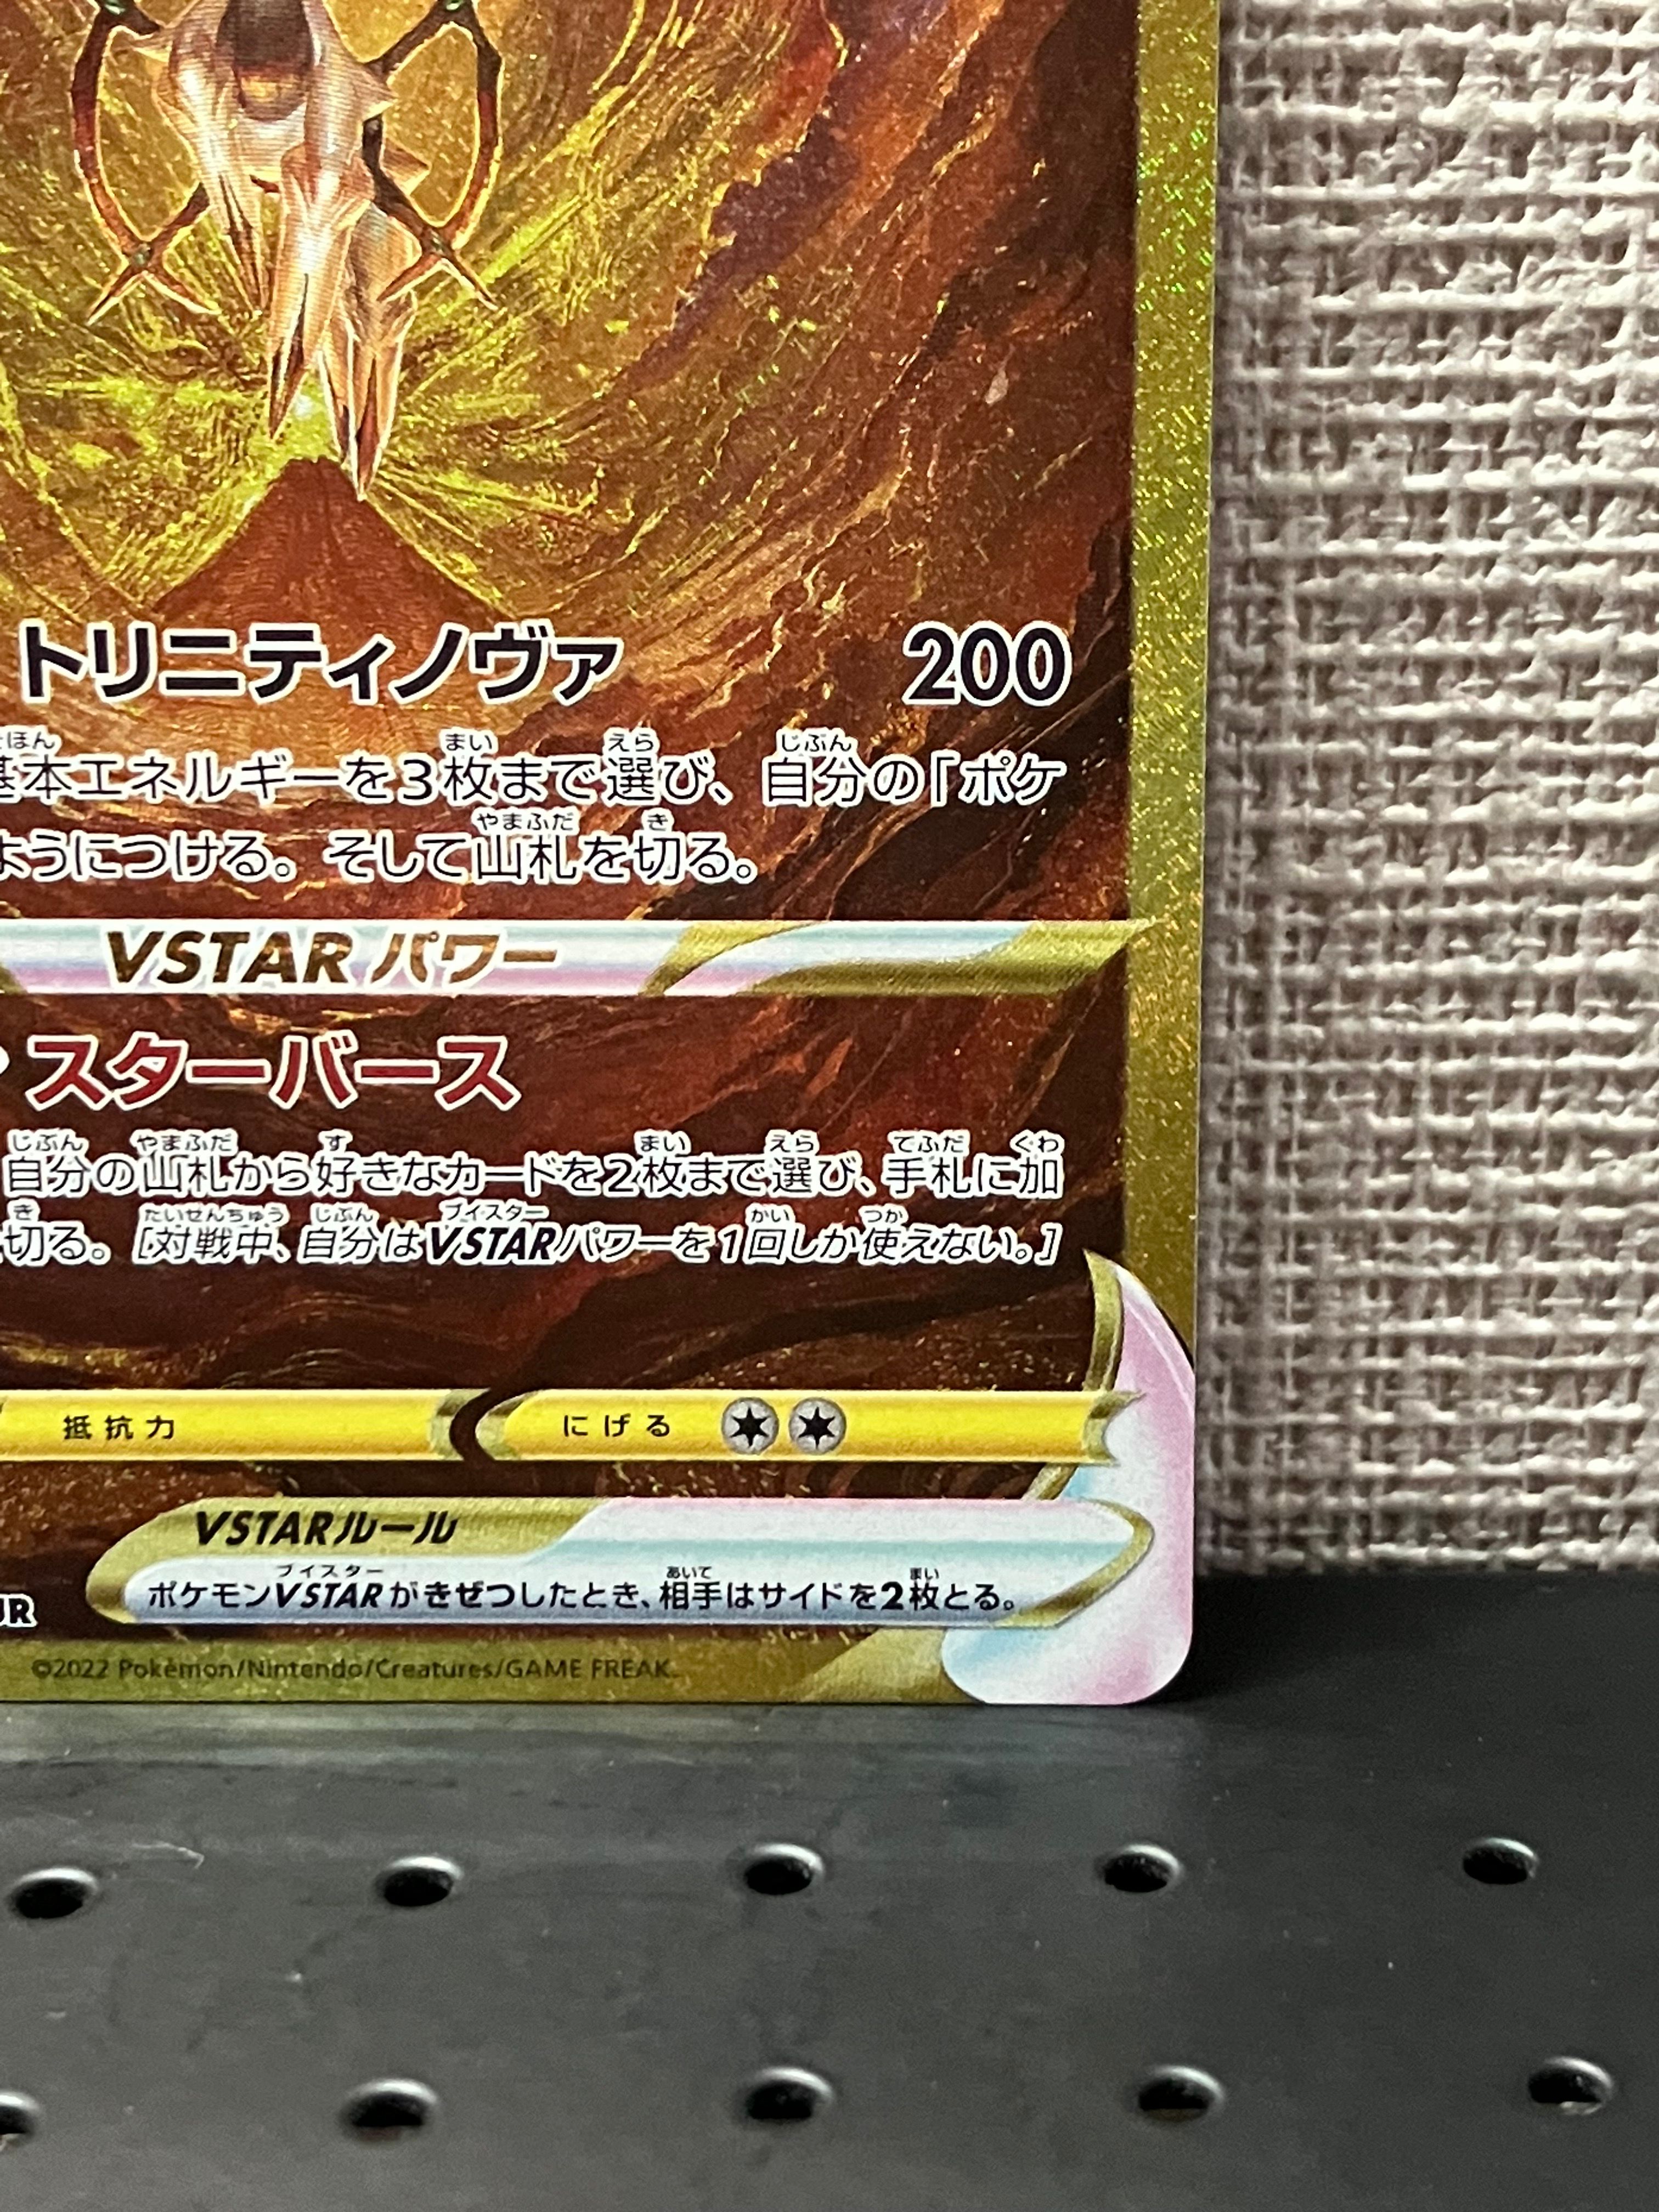 トリニティノヴァ 200
基本エネルギーを3枚まで選び、自分の「ポケ
ようにつける。そして山札を切る。
VSTARパワー
スターバース
自分の山札から好きなカードを2枚まで選び、手札に加
切る。[対戦中、自分はVSTARパワーを1回しか使えない。]
抵抗力 にげる
VSTARルール
ポケモンVSTARがきぜつしたとき、相手はサイドを2枚とる。
UR
©2022 Pokémon/Nintendo/Creatures/GAME FREAK.